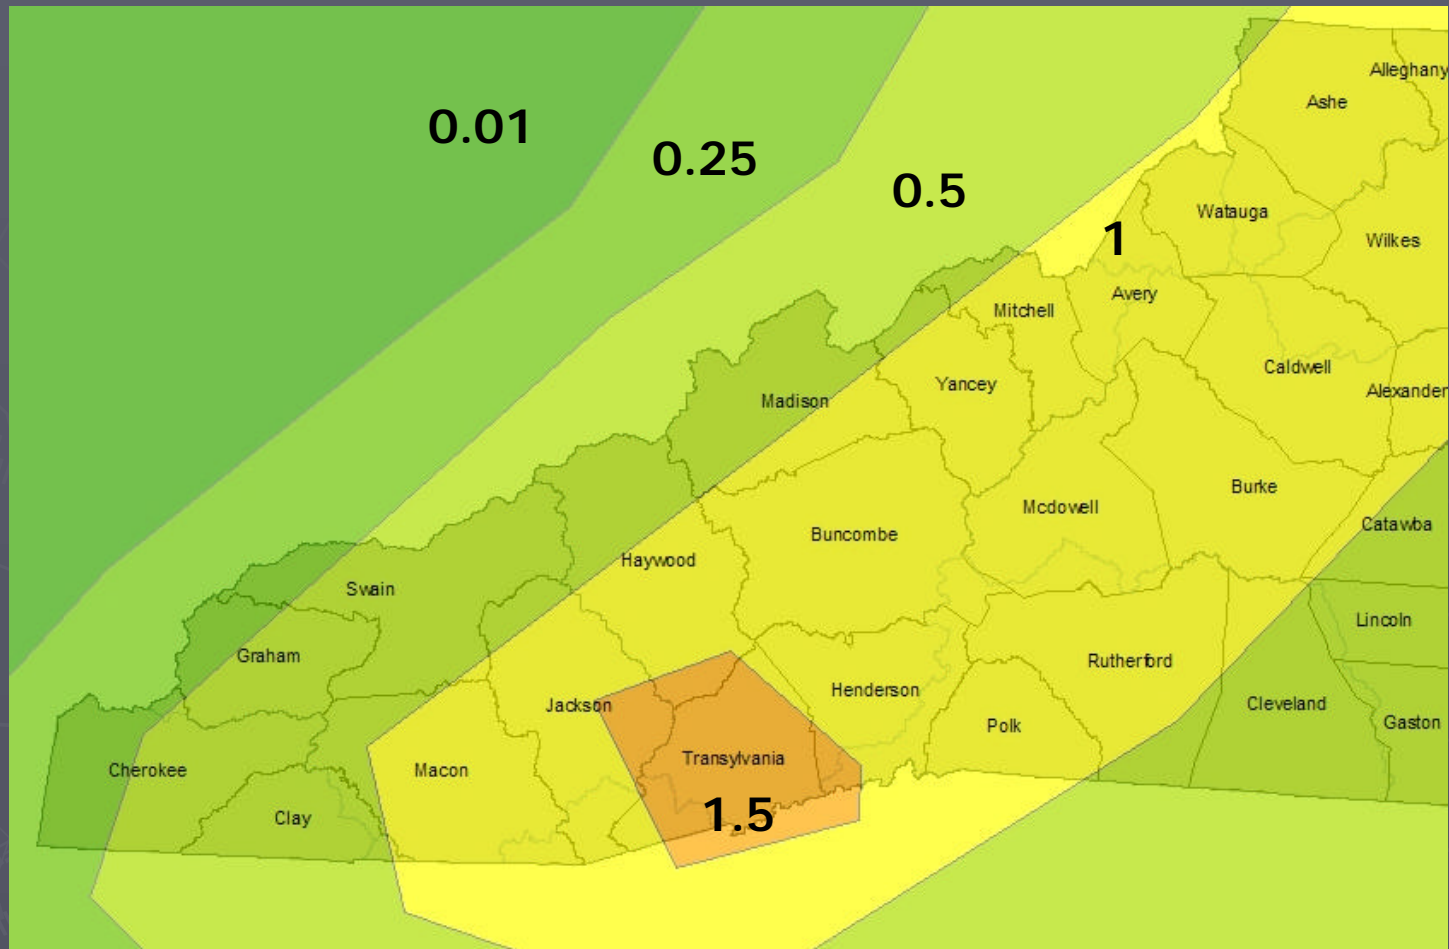 0.01
0.25
0.5
1
1.5
Alleghany
Ashe
Watauga
Wilkes
Avery
Mitchell
Caldwell
Alexander
Yancey
Madison
Burke
Mcdowell
Catawba
Buncombe
Haywood
Swain
Lincoln
Graham
Rutherford
Henderson
Jackson
Cleveland
Gaston
Polk
Transylvania
Macon
Cherokee
Clay